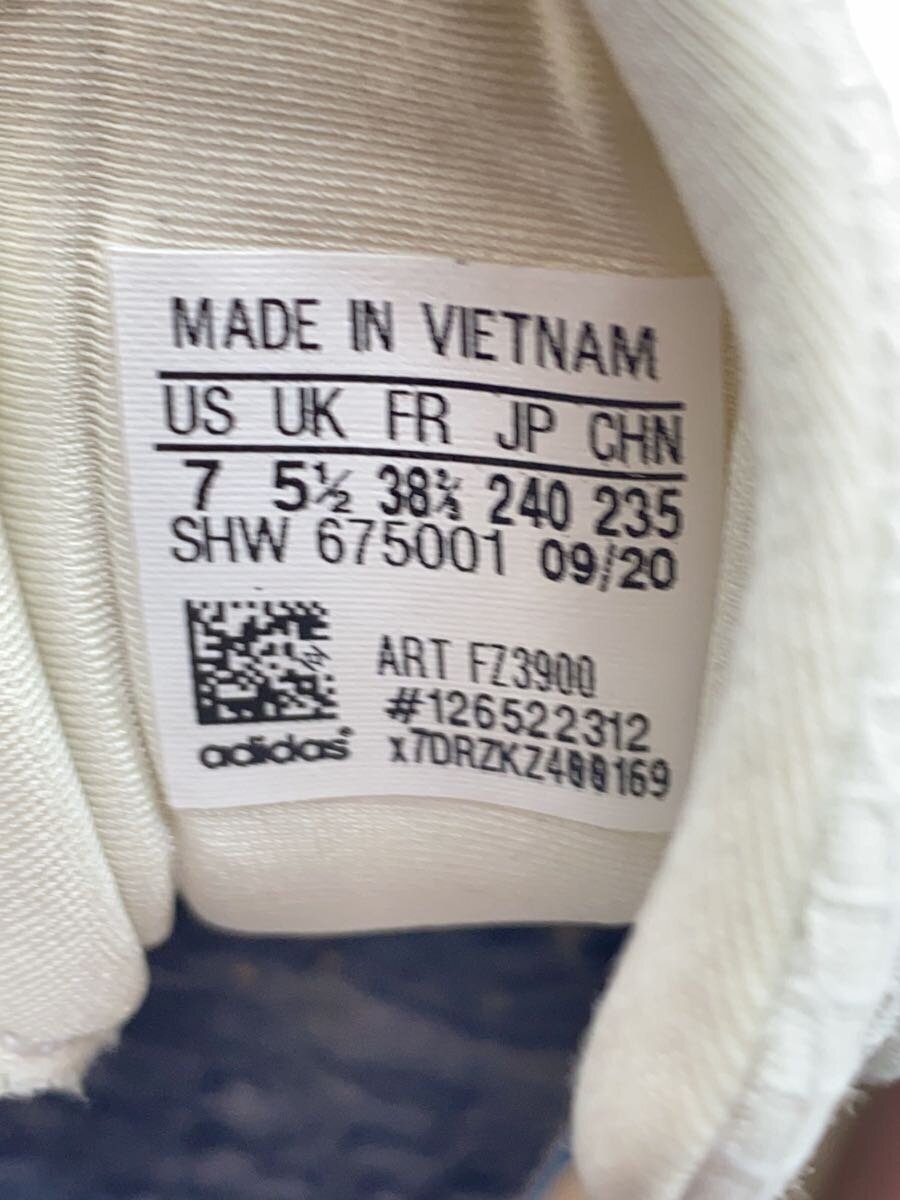 MADE IN VIETNAM
US UK FR JP CHN
7 5½ 38⅔ 240 235
SHW 675001 09/20
ART FZ3900
#126522312
adidas®